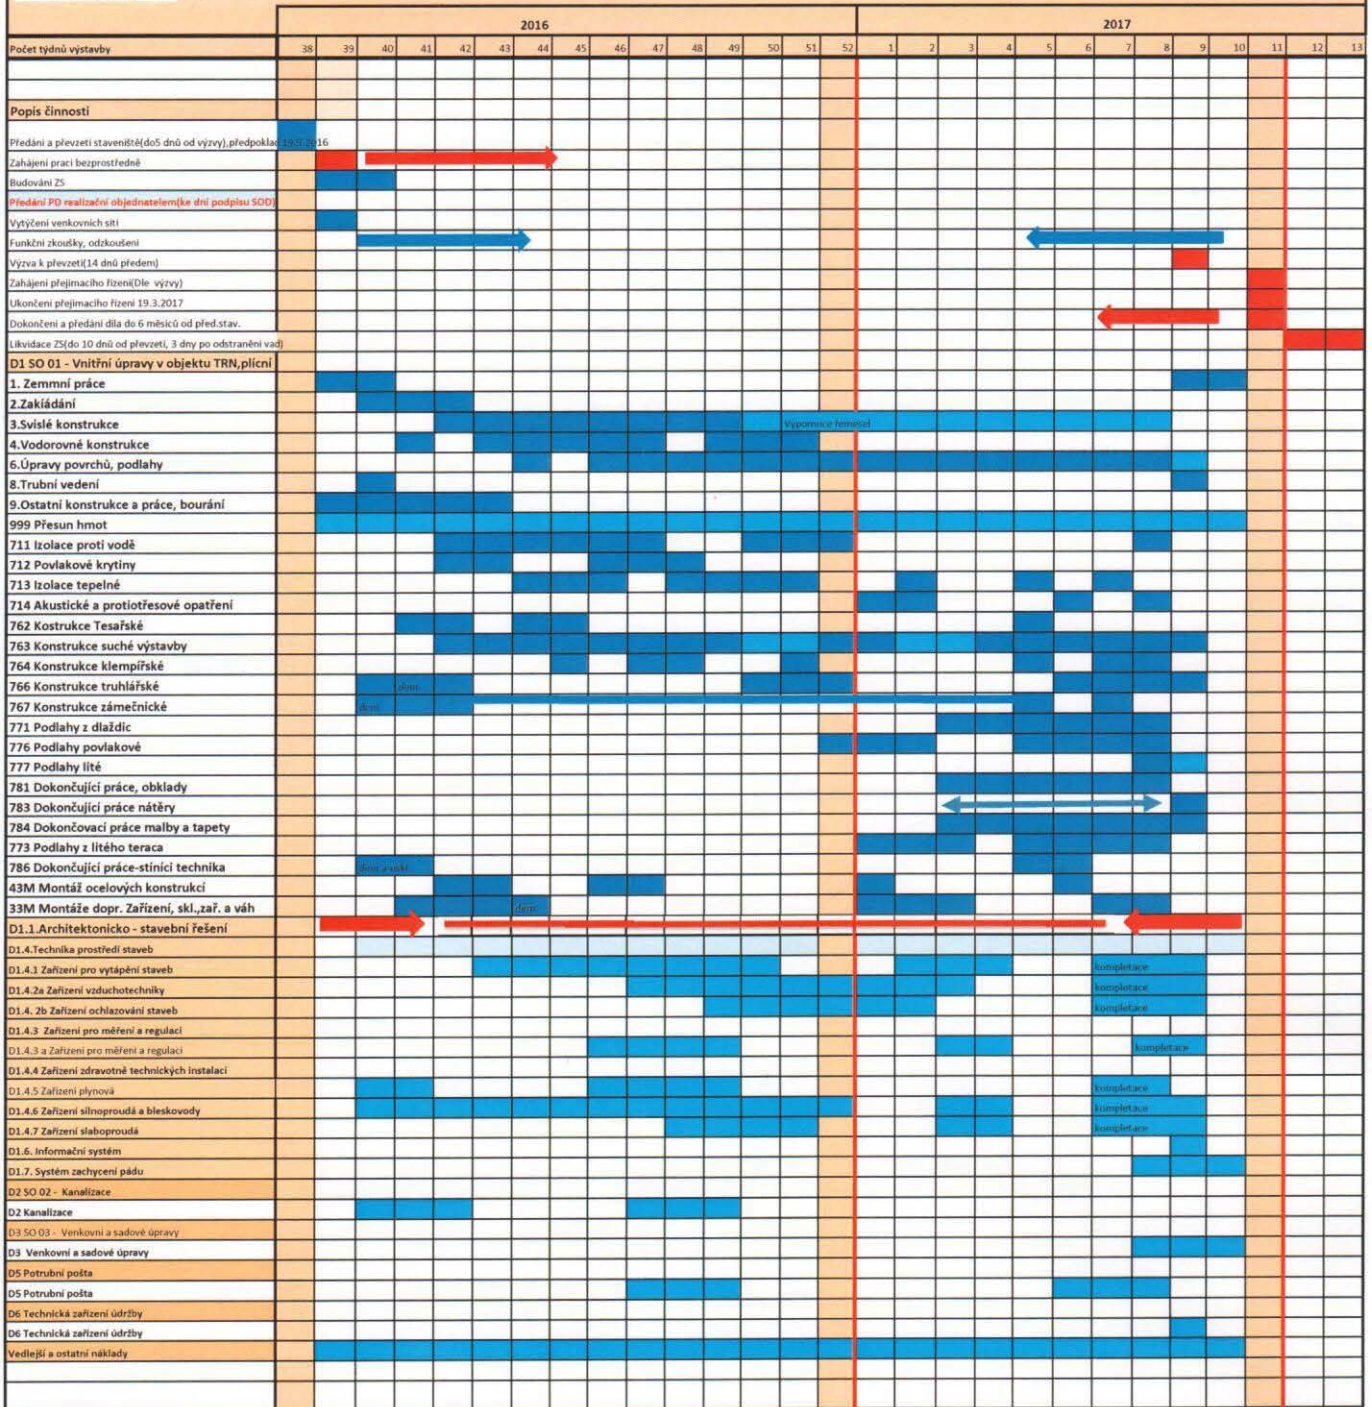 2016 2017
Počet týdnů výstavby 38 39 40 41 42 43 44 45 46 47 48 49 50 51 52 1 2 3 4 5 6 7 8 9 10 11 12 13
Popis činnosti
Předání a převzetí staveniště(do5 dnů od výzvy),předpoklad 19.9.2016
Zahájení prací bezprostředně
Budování ZS
Předání PD realizační objednatelem(ke dni podpisu SOD)
Vytýčení venkovních sítí
Funkční zkoušky, odzkoušení
Výzva k převzetí(14 dnů předem)
Zahájení přejímacího řízení(Dle výzvy)
Ukončení přejímacího řízení 19.3.2017
Dokončení a předání díla do 6 měsíců od před.stav.
Likvidace ZS(do 10 dnů od převzetí, 3 dny po odstranění vad)
D1 SO 01 - Vnitřní úpravy v objektu TRN,plícní
1. Zemmní práce
2.Zakládání
3.Svislé konstrukce Vypomoce řemesel
4.Vodorovné konstrukce
6.Úpravy povrchů, podlahy
8.Trubní vedení
9.Ostatní konstrukce a práce, bourání
999 Přesun hmot
711 Izolace proti vodě
712 Povlakové krytiny
713 Izolace tepelné
714 Akustické a protiotřesové opatření
762 Kostrukce Tesařské
763 Konstrukce suché výstavby
764 Konstrukce klempířské
766 Konstrukce truhlářské dem.
767 Konstrukce zámečnické dem.
771 Podlahy z dlaždic
776 Podlahy povlakové
777 Podlahy lité
781 Dokončující práce, obklady
783 Dokončující práce nátěry
784 Dokončovací práce malby a tapety
773 Podlahy z litého teraca
786 Dokončující práce-stínící technika
43M Montáž ocelových konstrukcí
33M Montáže dopr. Zařízení, skl.,zař. a váh dem.
D1.1.Architektonicko - stavební řešení
D1.4.Technika prostředí staveb
D1.4.1 Zařízení pro vytápění staveb kompletace
D1.4.2a Zařízení vzduchotechniky kompletace
D1.4. 2b Zařízení ochlazování staveb kompletace
D1.4.3 Zařízení pro měření a regulaci
D1.4.3 a Zařízení pro měření a regulaci kompletace
D1.4.4 Zařízení zdravotně technických instalací
D1.4.5 Zařízení plynová kompletace
D1.4.6 Zařízení silnoproudá a bleskovody kompletace
D1.4.7 Zařízení slaboproudá kompletace
D1.6. Informační systém
D1.7. Systém zachycení pádu
D2 SO 02 - Kanalizace
D2 Kanalizace
D3 SO 03 - Venkovní a sadové úpravy
D3 Venkovní a sadové úpravy
D5 Potrubní pošta
D5 Potrubní pošta
D6 Technická zařízení údržby
D6 Technická zařízení údržby
Vedlejší a ostatní náklady